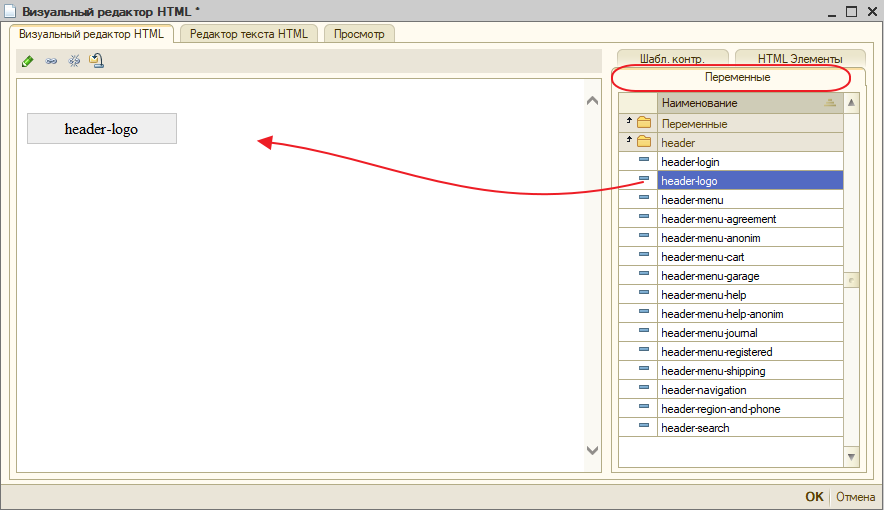 Визуальный редактор HTML *
Визуальный редактор HTML
Редактор текста HTML
Просмотр
Шабл. контр.
HTML Элементы
Переменные
Наименование
Переменные
header
header-login
header-logo
header-menu
header-menu-agreement
header-menu-anonim
header-menu-cart
header-menu-garage
header-menu-help
header-menu-help-anonim
header-menu-journal
header-menu-registered
header-menu-shipping
header-navigation
header-region-and-phone
header-search
header-logo
OK
Отмена